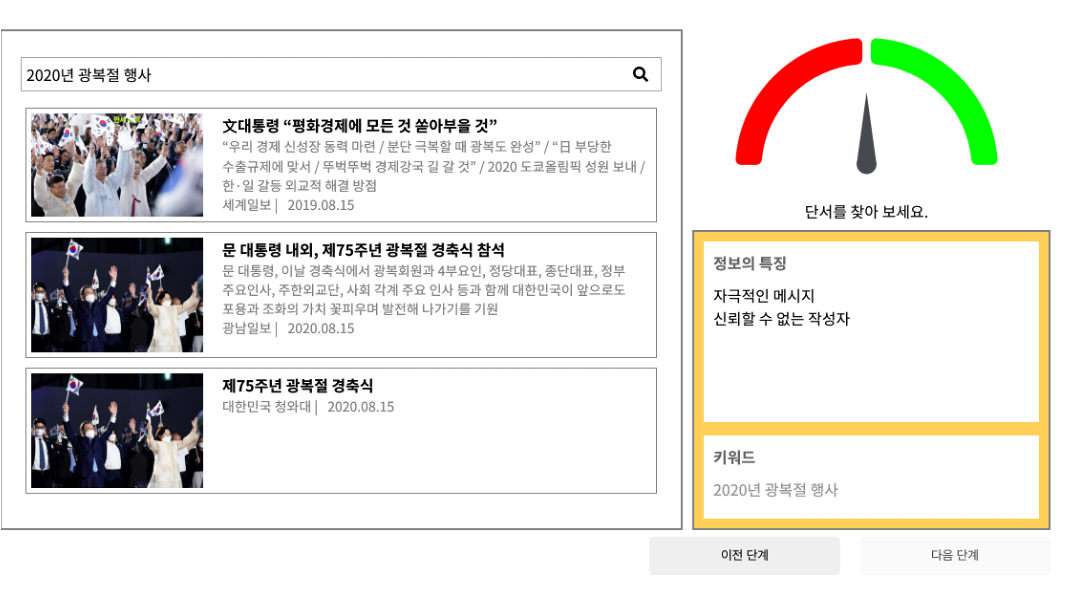 2020년 광복절 행사
文대통령 “평화경제에 모든 것 쏟아부을 것”
“우리 경제 신성장 동력 마련 / 분단 극복할 때 광복도 완성” / “日 부당한
수출규제에 맞서 / 뚜벅뚜벅 경제강국 길 갈 것” / 2020 도쿄올림픽 성원 보내 /
한·일 갈등 외교적 해결 방점
세계일보 | 2019.08.15
문 대통령 내외, 제75주년 광복절 경축식 참석
문 대통령, 이날 경축식에서 광복회원과 4부요인, 정당대표, 종단대표, 정부
주요인사, 주한외교단, 사회 각계 주요 인사 등과 함께 대한민국이 앞으로도
포용과 조화의 가치 꽃피우며 발전해 나가기를 기원
광남일보 | 2020.08.15
제75주년 광복절 경축식
대한민국 청와대 | 2020.08.15
단서를 찾아 보세요.
정보의 특징
자극적인 메시지
신뢰할 수 없는 작성자
키워드
2020년 광복절 행사
이전 단계
다음 단계